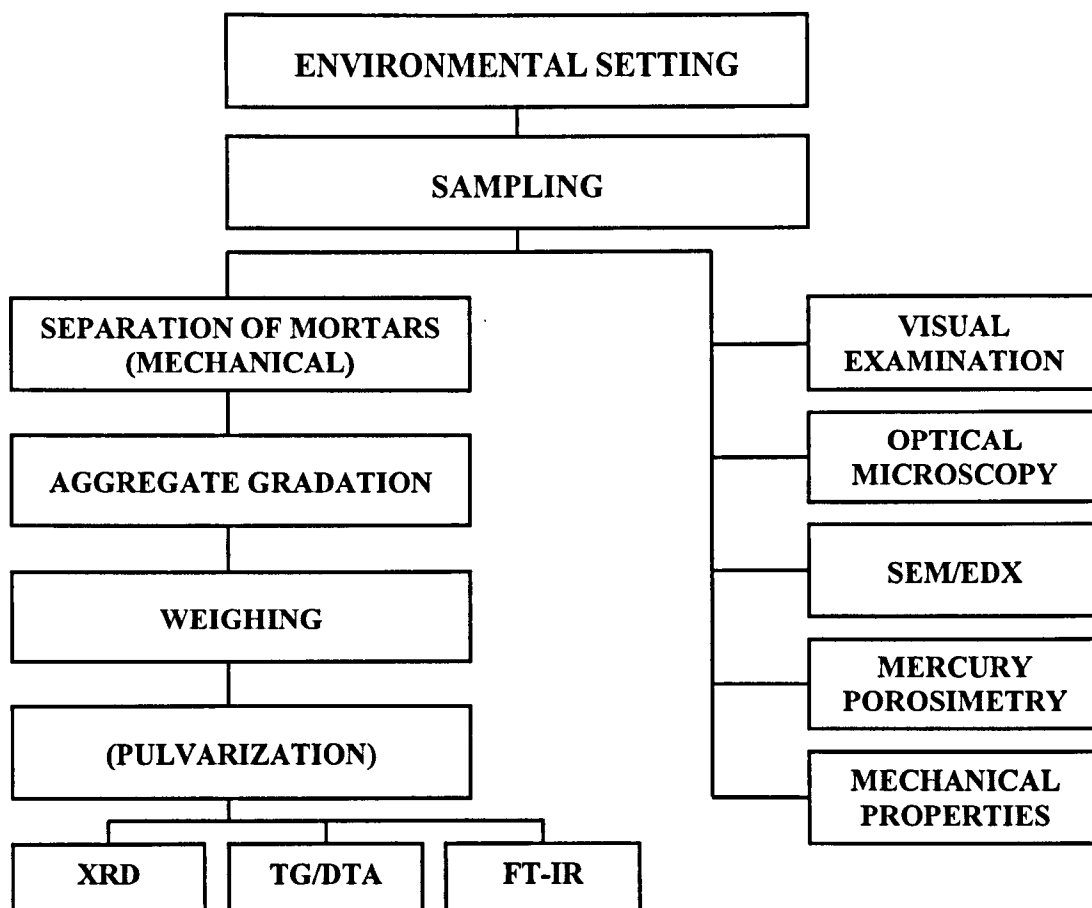 ENVIRONMENTAL SETTING
SAMPLING
SEPARATION OF MORTARS
(MECHANICAL)
AGGREGATE GRADATION
WEIGHING
(PULVARIZATION)
XRD
TG/DTA
FT-IR
VISUAL
EXAMINATION
OPTICAL
MICROSCOPY
SEM/EDX
MERCURY
POROSIMETRY
MECHANICAL
PROPERTIES